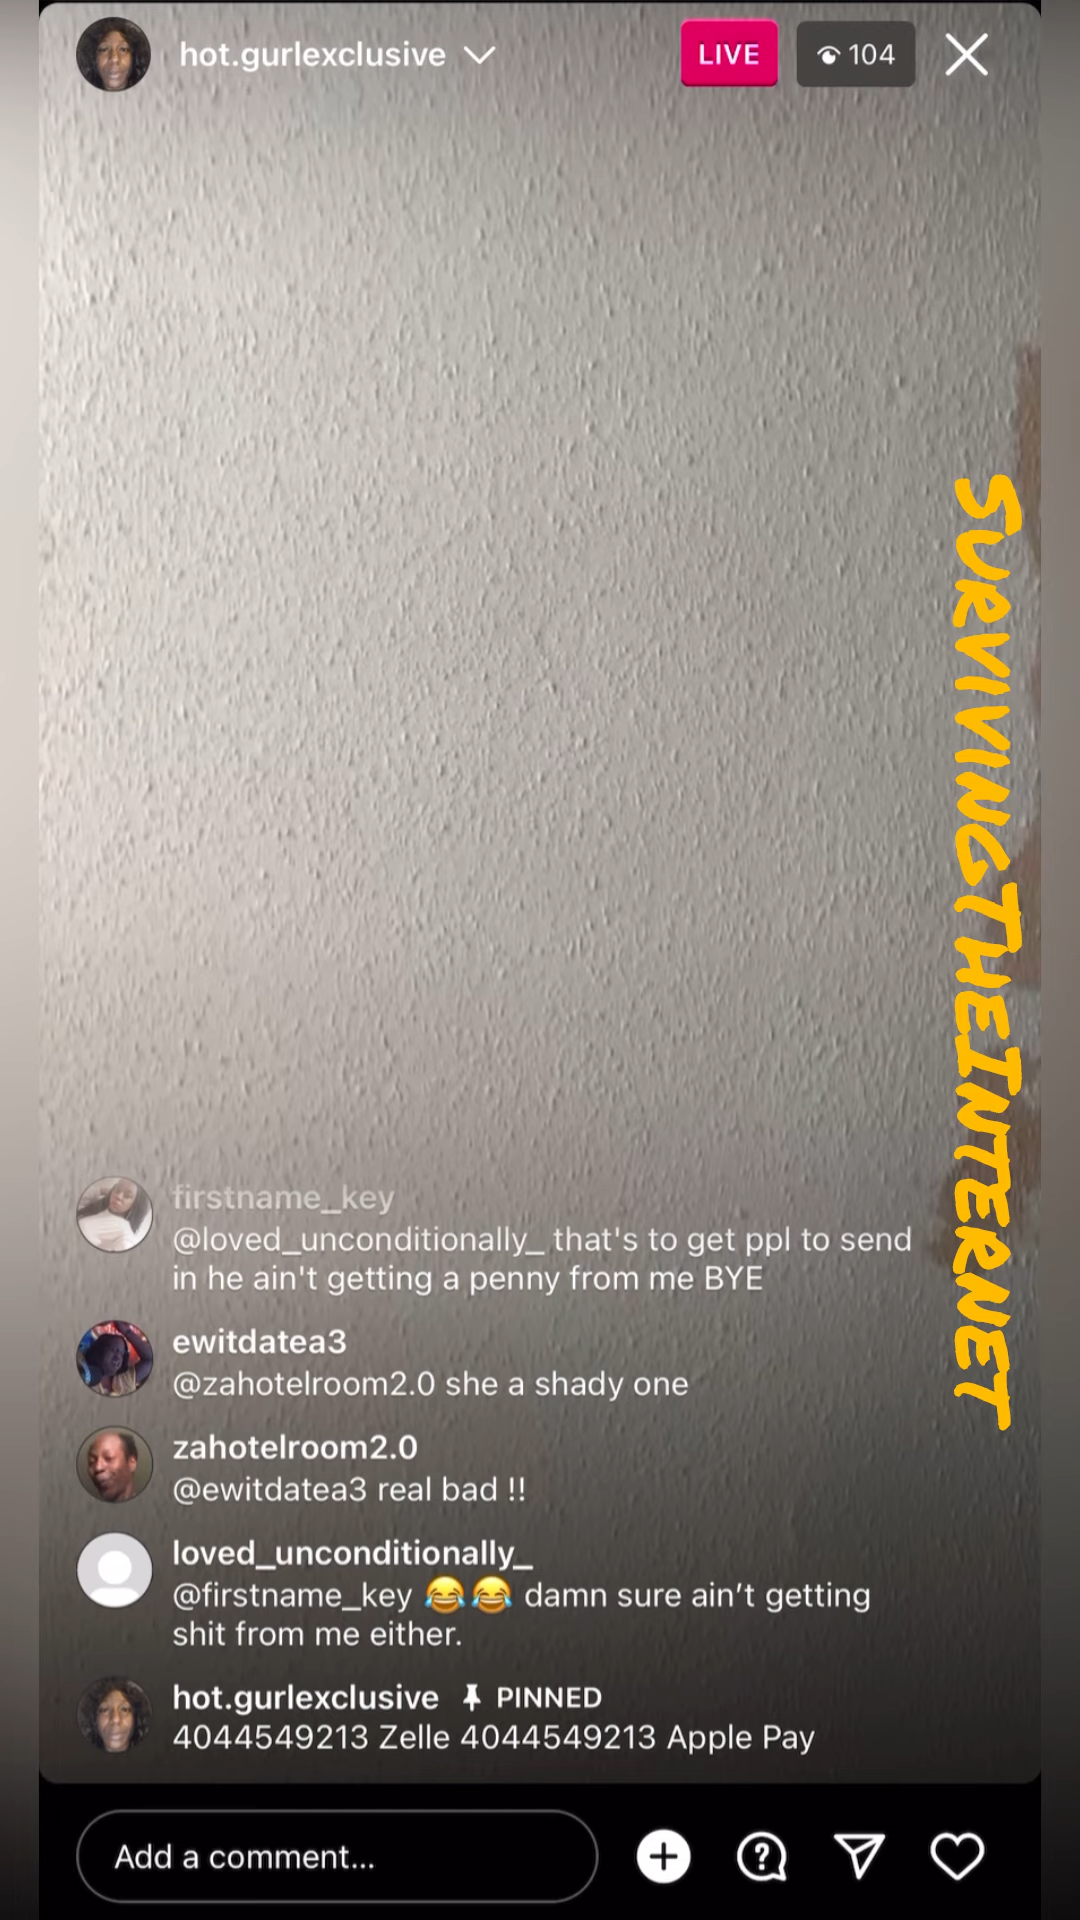 hot.gurlexclusive
LIVE
104
SURVIVINGTHEINTERNET
firstname_key
@loved_unconditionally_ that's to get ppl to send
in he ain't getting a penny from me BYE
ewitdatea3
@zahotelroom2.0 she a shady one
zahotelroom2.0
@ewitdatea3 real bad !!
loved_unconditionally_
@firstname_key 😂😂 damn sure ain’t getting
shit from me either.
hot.gurlexclusive PINNED
4044549213 Zelle 4044549213 Apple Pay
Add a comment...